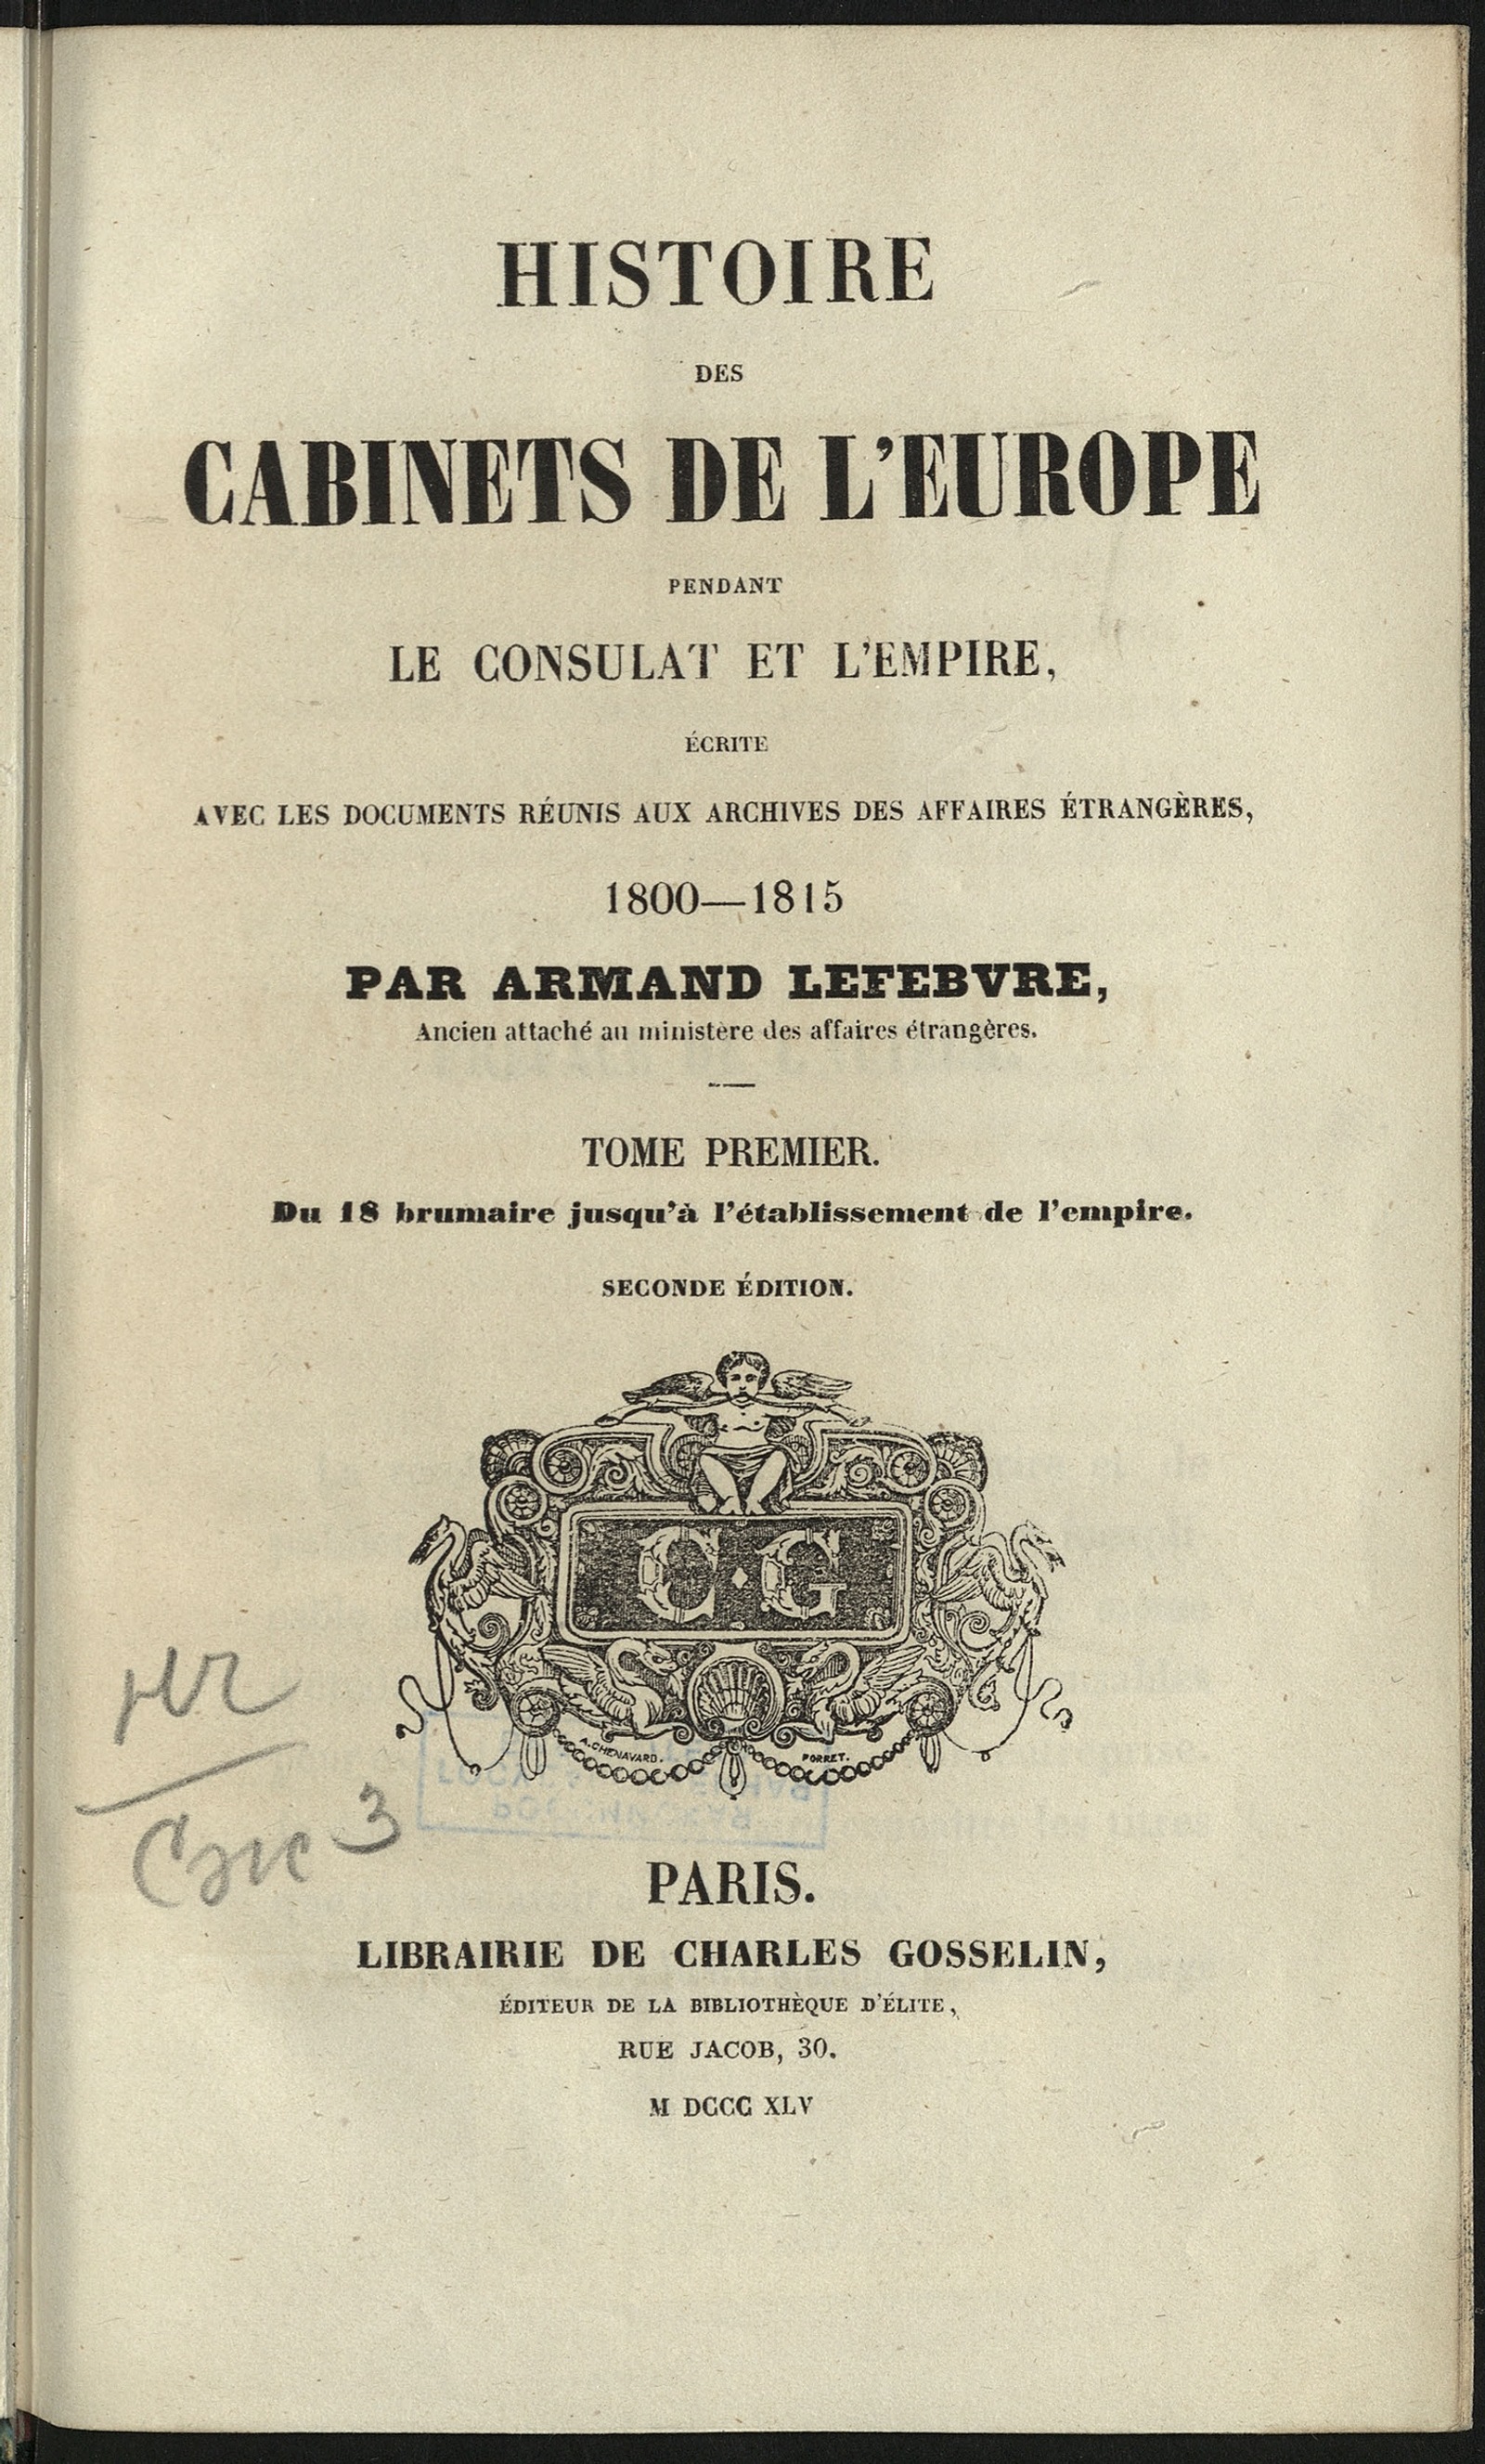 HISTOIRE
DES
CABINETS DE L'EUROPE
PENDANT
LE CONSULAT ET L'EMPIRE,
ÉCRITE
AVEC LES DOCUMENTS RÉUNIS AUX ARCHIVES DES AFFAIRES ÉTRANGÈRES,
1800—1815
PAR ARMAND LEFEBVRE,
Ancien attaché au ministère des affaires étrangères.
TOME PREMIER.
Du 18 brumaire jusqu'à l'établissement de l'empire.
SECONDE ÉDITION.
C·G
A. CHENAVARD. PORRET.
3
PARIS.
LIBRAIRIE DE CHARLES GOSSELIN,
ÉDITEUR DE LA BIBLIOTHÈQUE D'ÉLITE,
RUE JACOB, 30.
M DCCC XLV